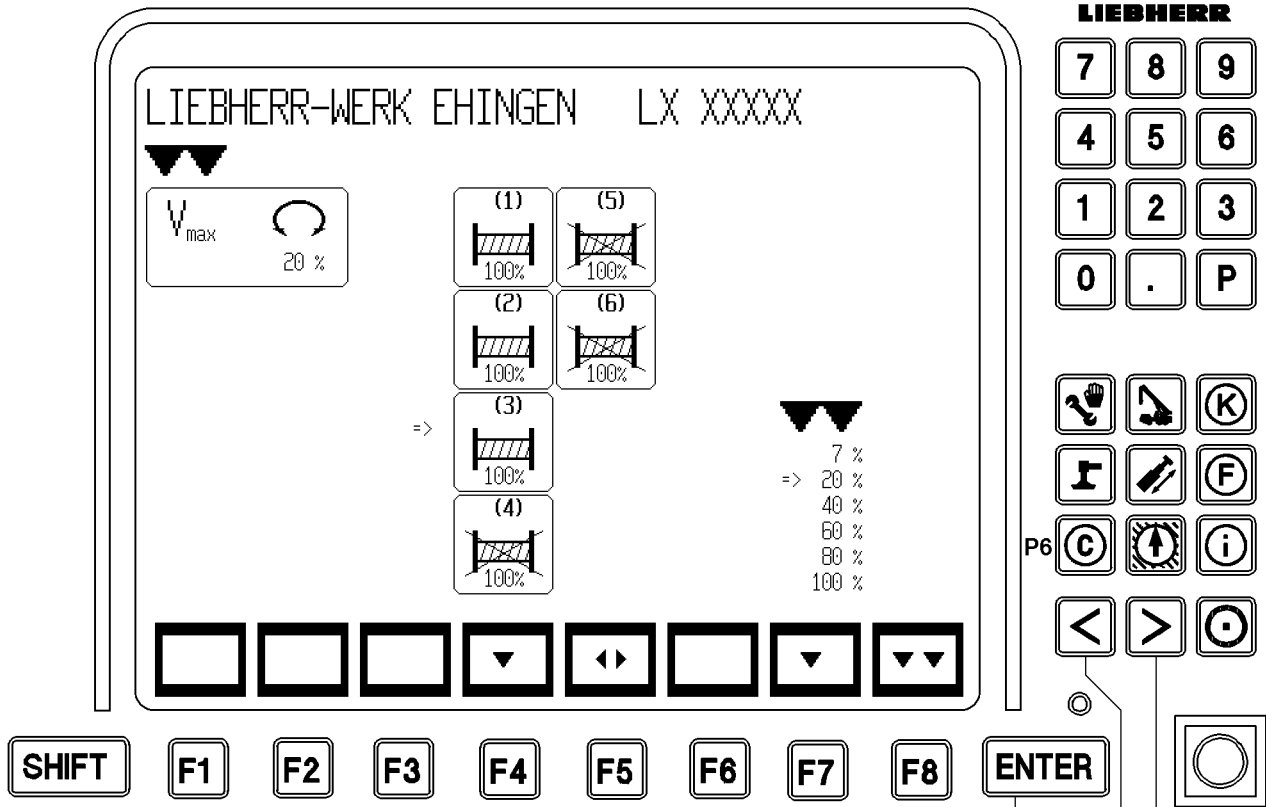 LIEBHERR
LIEBHERR-WERK EHINGEN LX XXXXX
Vmax
20 %
(1)
100%
(5)
100%
(2)
100%
(6)
100%
=>
(3)
100%
(4)
100%
7 %
=> 20 %
40 %
60 %
80 %
100 %
7 8 9
4 5 6
1 2 3
0 . P
K
F
P6 C i
< >
SHIFT F1 F2 F3 F4 F5 F6 F7 F8 ENTER